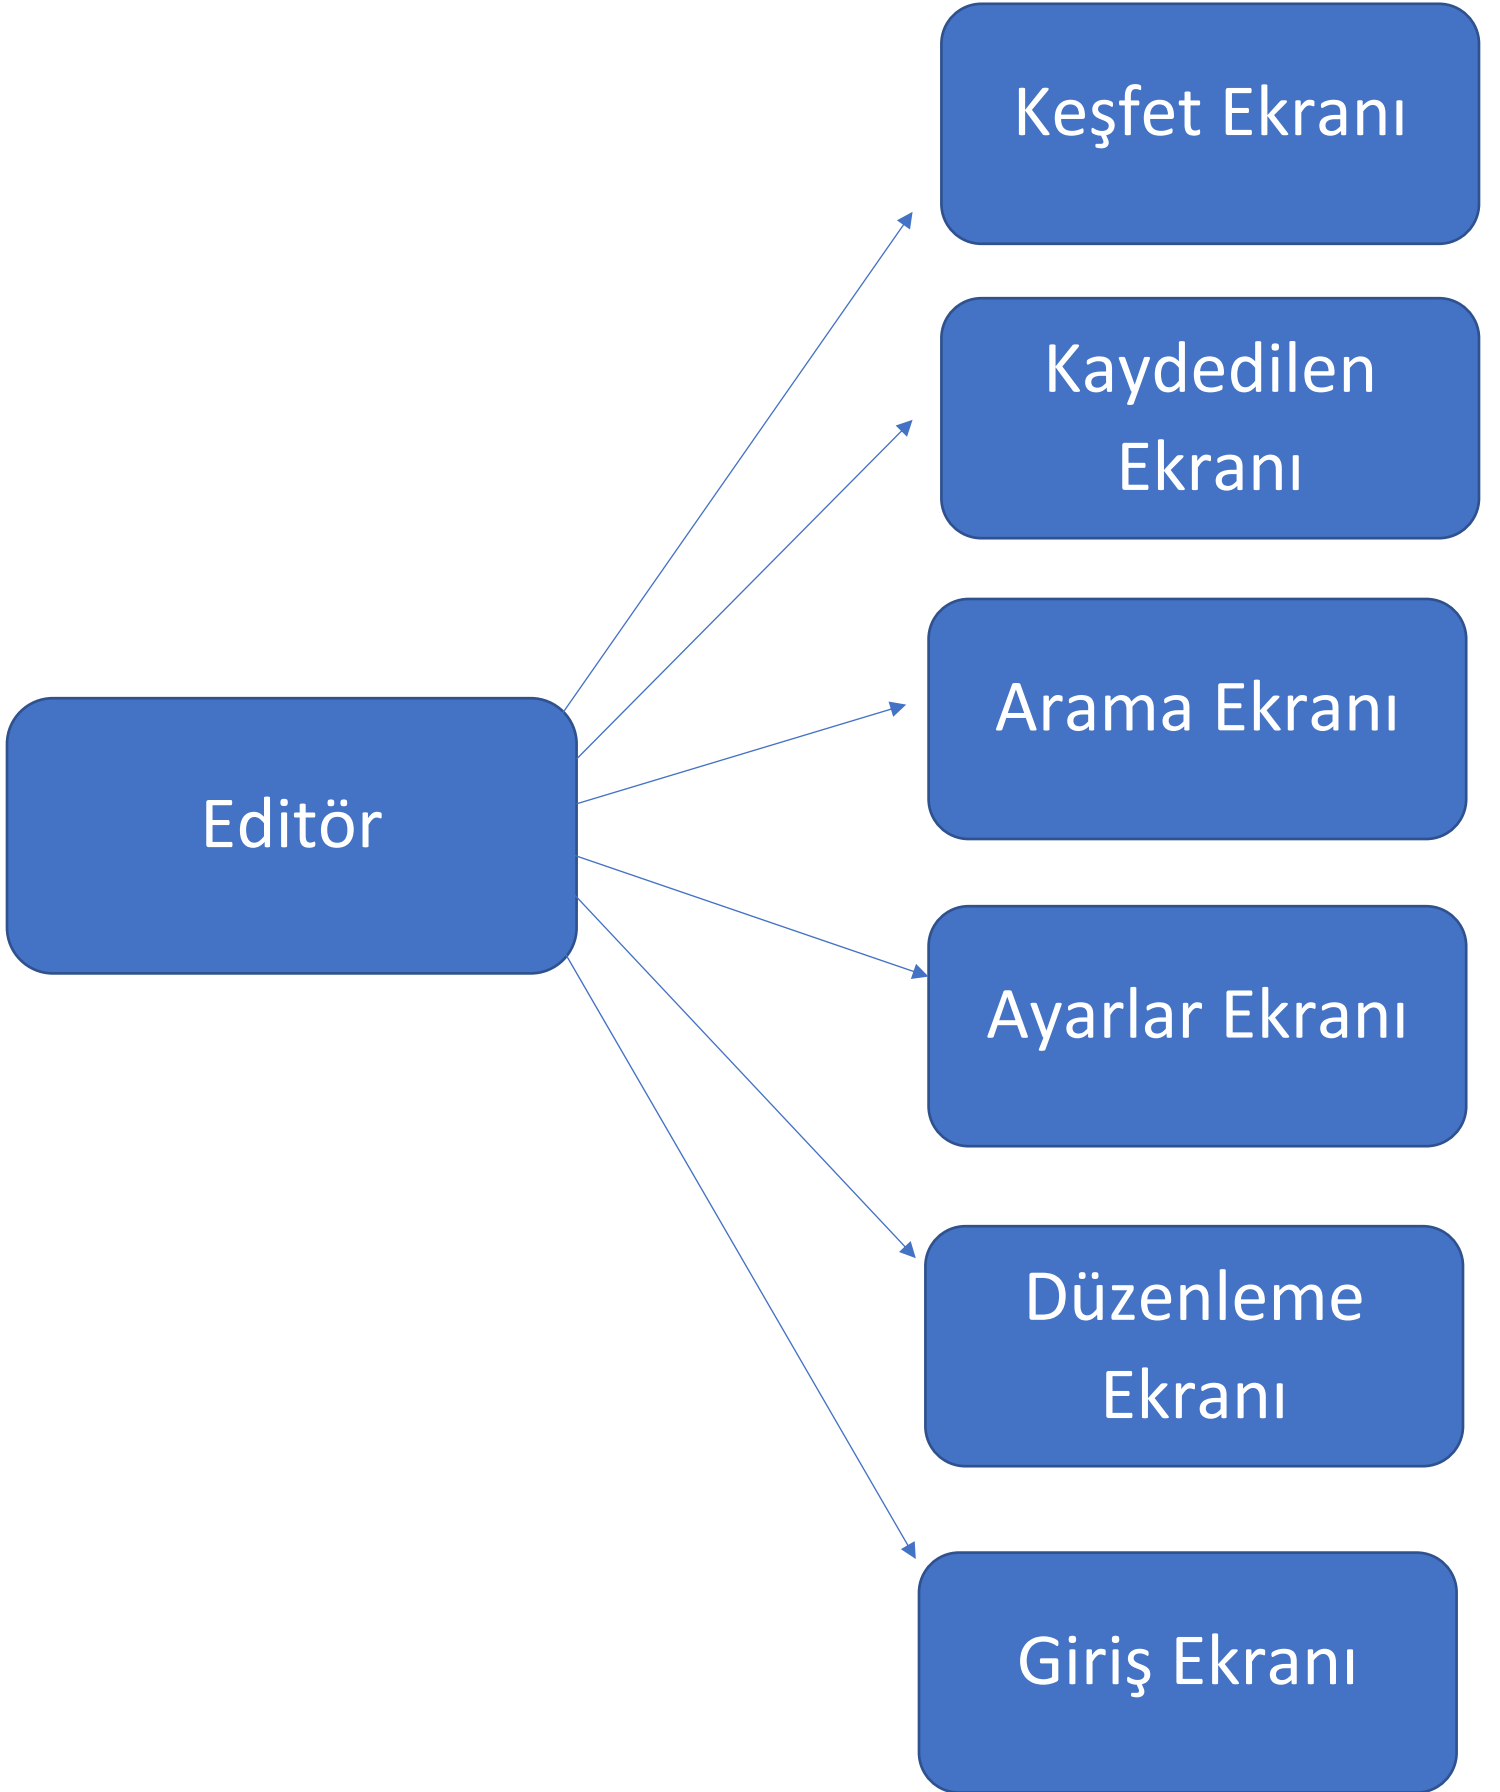 Keşfet Ekranı
Kaydedilen
Ekranı
Arama Ekranı
Editör
Ayarlar Ekranı
Düzenleme
Ekranı
Giriş Ekranı